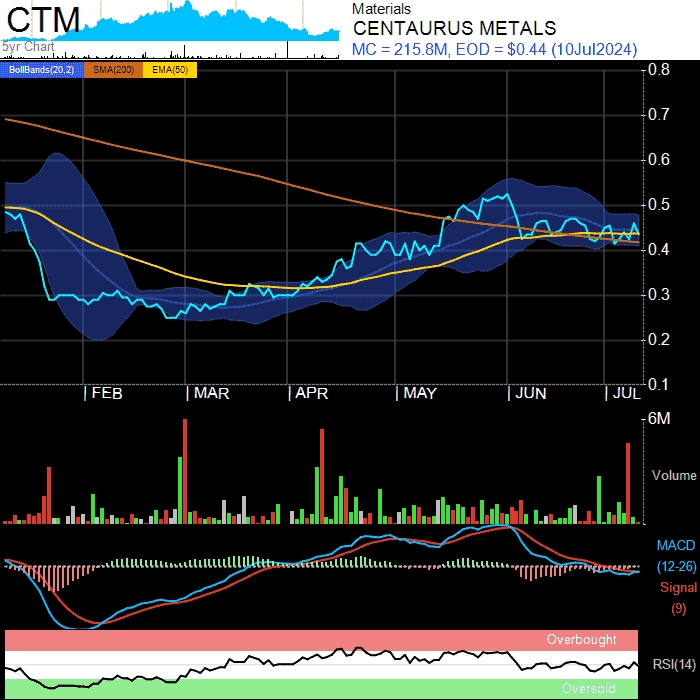 CTM
5yr Chart
Materials
CENTAURUS METALS
MC = 215.8M, EOD = $0.44 (10Jul2024)
BollBands(20,2) SMA(200) EMA(50)
0.8
0.7
0.6
0.5
0.4
0.3
0.2
0.1
FEB MAR APR MAY JUN JUL
6M
Volume
MACD
(12-26)
Signal
(9)
Overbought
RSI(14)
Oversold